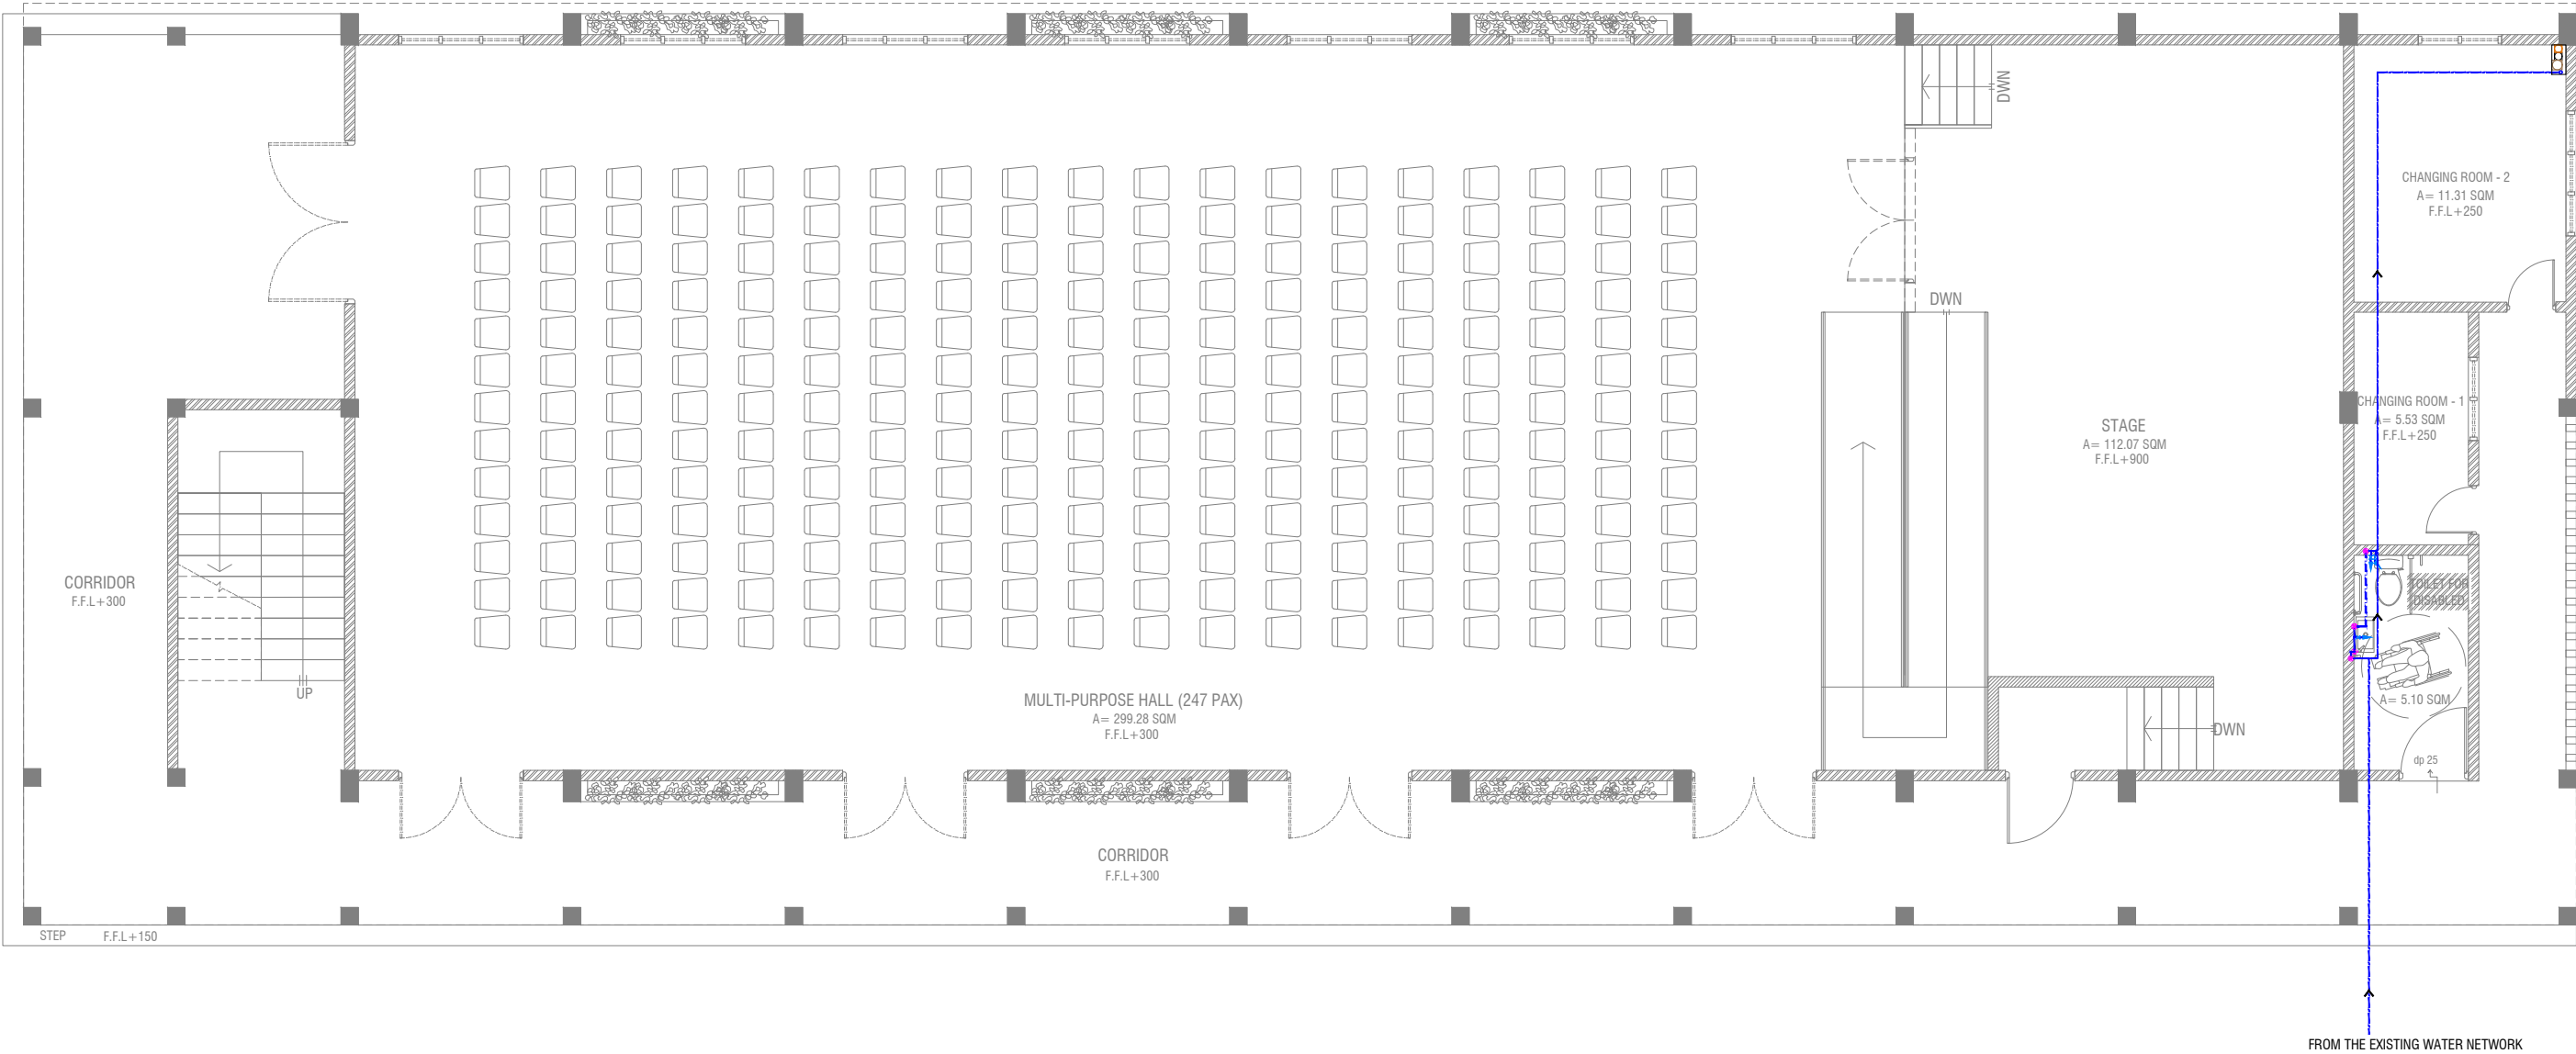 DWN
CHANGING ROOM - 2
A= 11.31 SQM
F.F.L+250
DWN
CHANGING ROOM - 1
A= 5.53 SQM
F.F.L+250
STAGE
A= 112.07 SQM
F.F.L+900
CORRIDOR
F.F.L+300
TOILET FOR
DISABLED
UP
MULTI-PURPOSE HALL (247 PAX)
A= 299.28 SQM
F.F.L+300
A= 5.10 SQM
DWN
dp 25
CORRIDOR
F.F.L+300
STEP F.F.L+150
FROM THE EXISTING WATER NETWORK